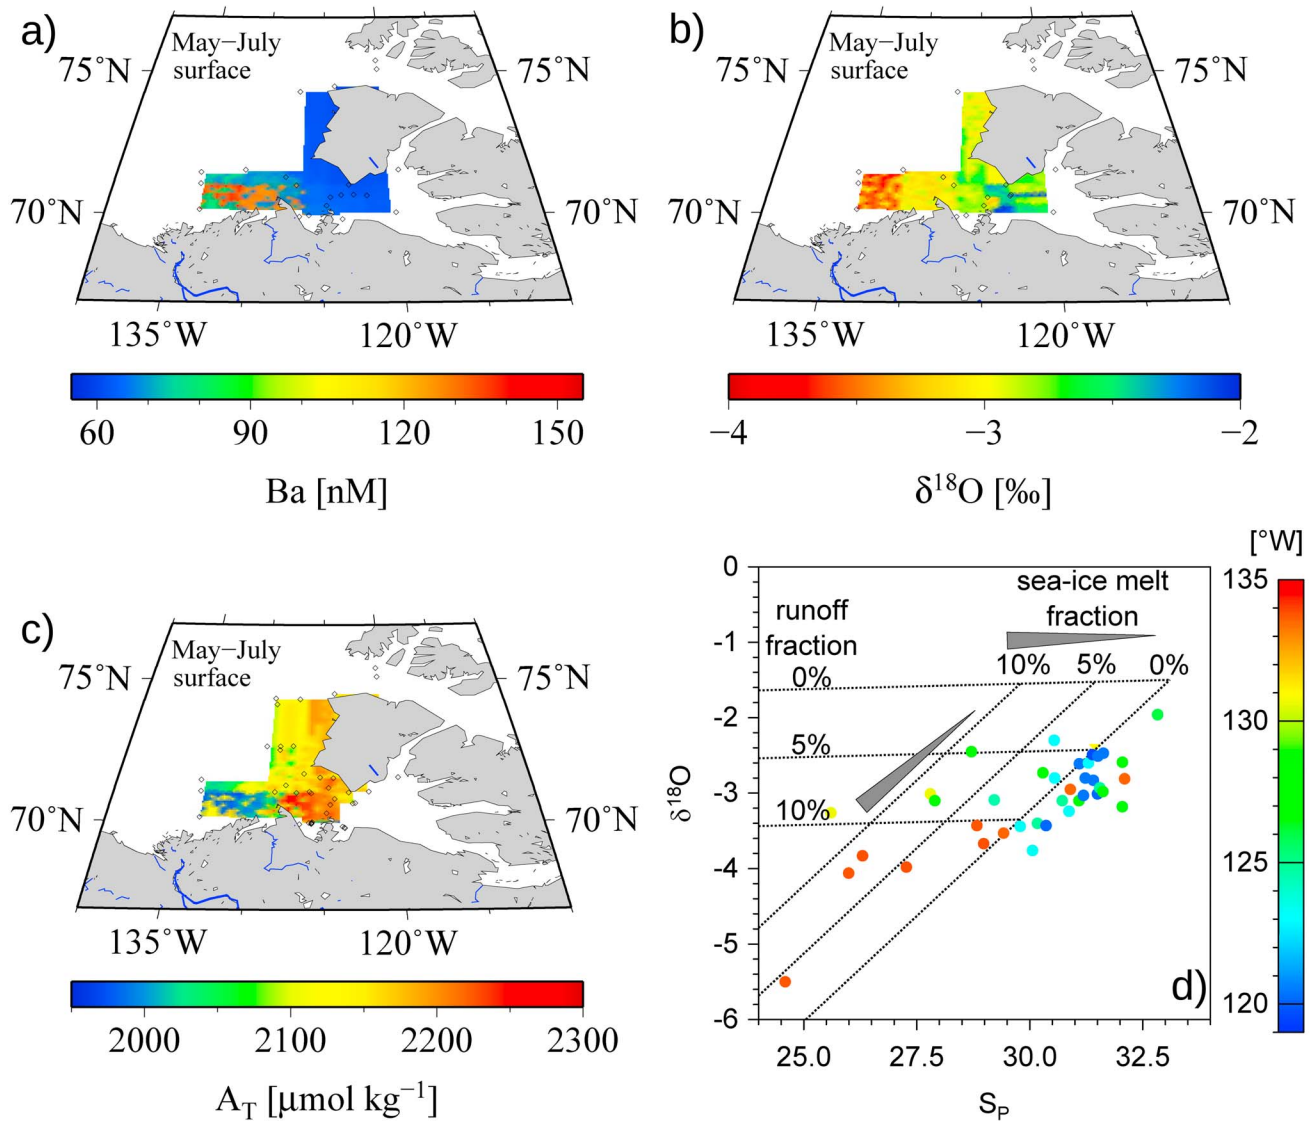 a)
May−July
surface
75˚N
75˚N
70˚N
70˚N
135˚W
120˚W
60
90
120
150
Ba [nM]
b)
May−July
surface
75˚N
75˚N
70˚N
70˚N
135˚W
120˚W
−4
−3
−2
δ¹⁸O [‰]
c)
May−July
surface
75˚N
75˚N
70˚N
70˚N
135˚W
120˚W
2000
2100
2200
2300
A_T [μmol kg⁻¹]
[°W]
0
-1
-2
-3
-4
-5
-6
δ¹⁸O
runoff
fraction
0%
5%
10%
sea-ice melt
fraction
10% 5% 0%
d)
25.0
27.5
30.0
32.5
S_P
135
130
125
120